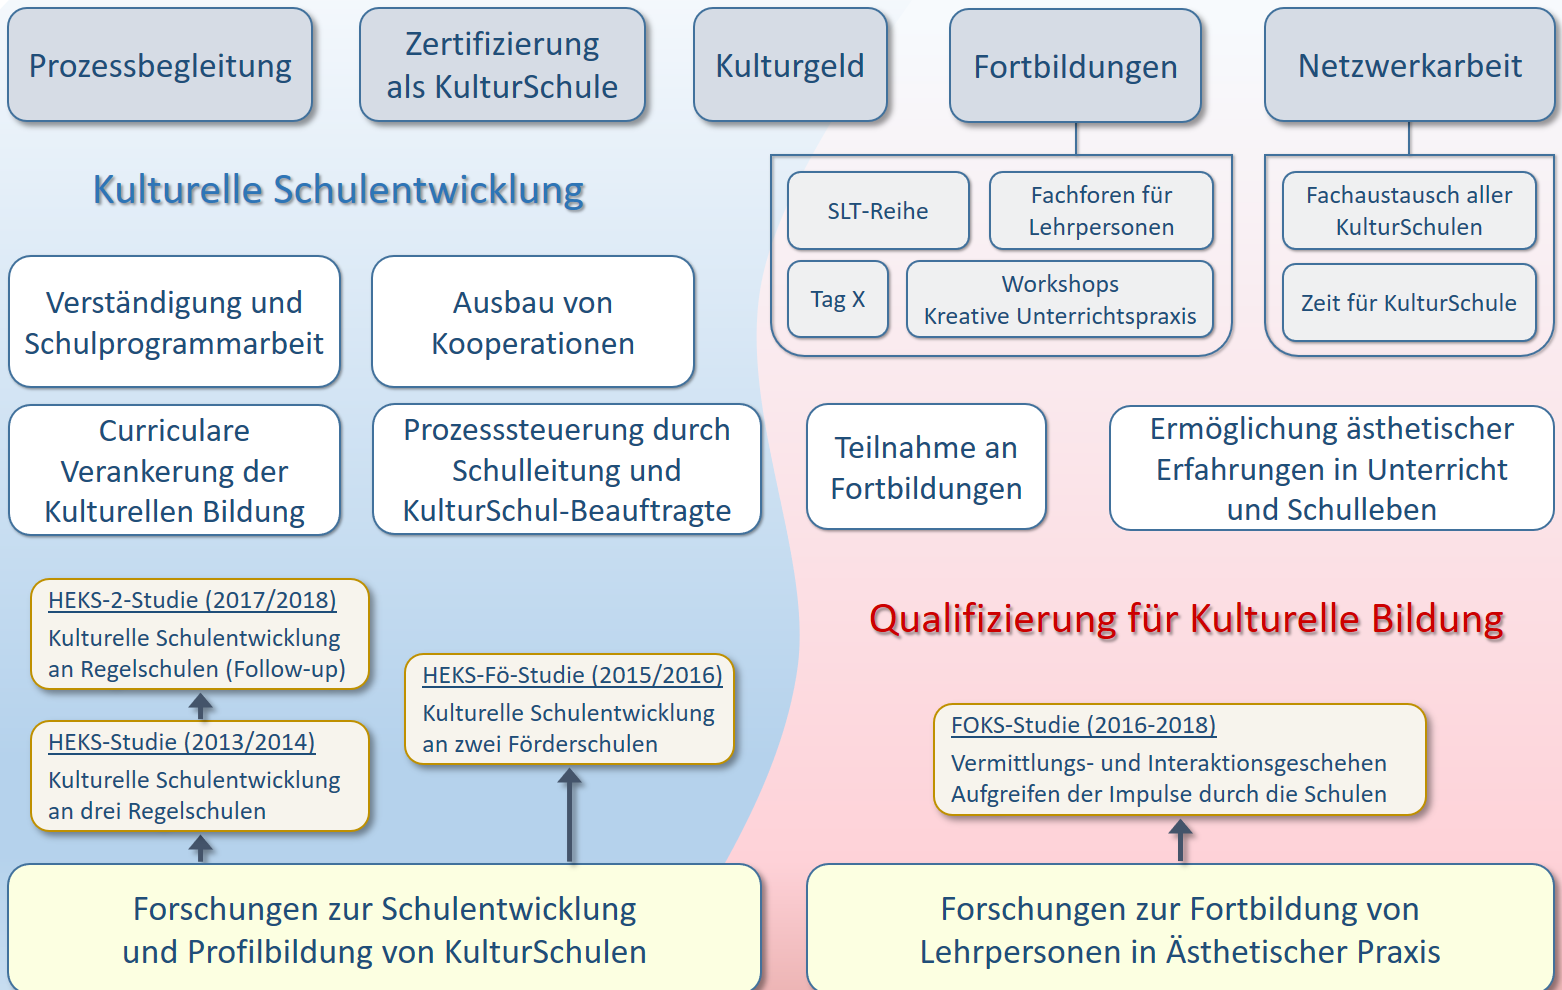 Prozessbegleitung
Zertifizierung
als KulturSchule
Kulturgeld
Fortbildungen
Netzwerkarbeit
Kulturelle Schulentwicklung
SLT-Reihe
Fachforen für
Lehrpersonen
Tag X
Workshops
Kreative Unterrichtspraxis
Fachaustausch aller
KulturSchulen
Zeit für KulturSchule
Verständigung und
Schulprogrammarbeit
Ausbau von
Kooperationen
Curriculare
Verankerung der
Kulturellen Bildung
Prozesssteuerung durch
Schulleitung und
KulturSchul-Beauftragte
Teilnahme an
Fortbildungen
Ermöglichung ästhetischer
Erfahrungen in Unterricht
und Schulleben
HEKS-2-Studie (2017/2018)
Kulturelle Schulentwicklung
an Regelschulen (Follow-up)
HEKS-Studie (2013/2014)
Kulturelle Schulentwicklung
an drei Regelschulen
HEKS-Fö-Studie (2015/2016)
Kulturelle Schulentwicklung
an zwei Förderschulen
Qualifizierung für Kulturelle Bildung
FOKS-Studie (2016-2018)
Vermittlungs- und Interaktionsgeschehen
Aufgreifen der Impulse durch die Schulen
Forschungen zur Schulentwicklung
und Profilbildung von KulturSchulen
Forschungen zur Fortbildung von
Lehrpersonen in Ästhetischer Praxis